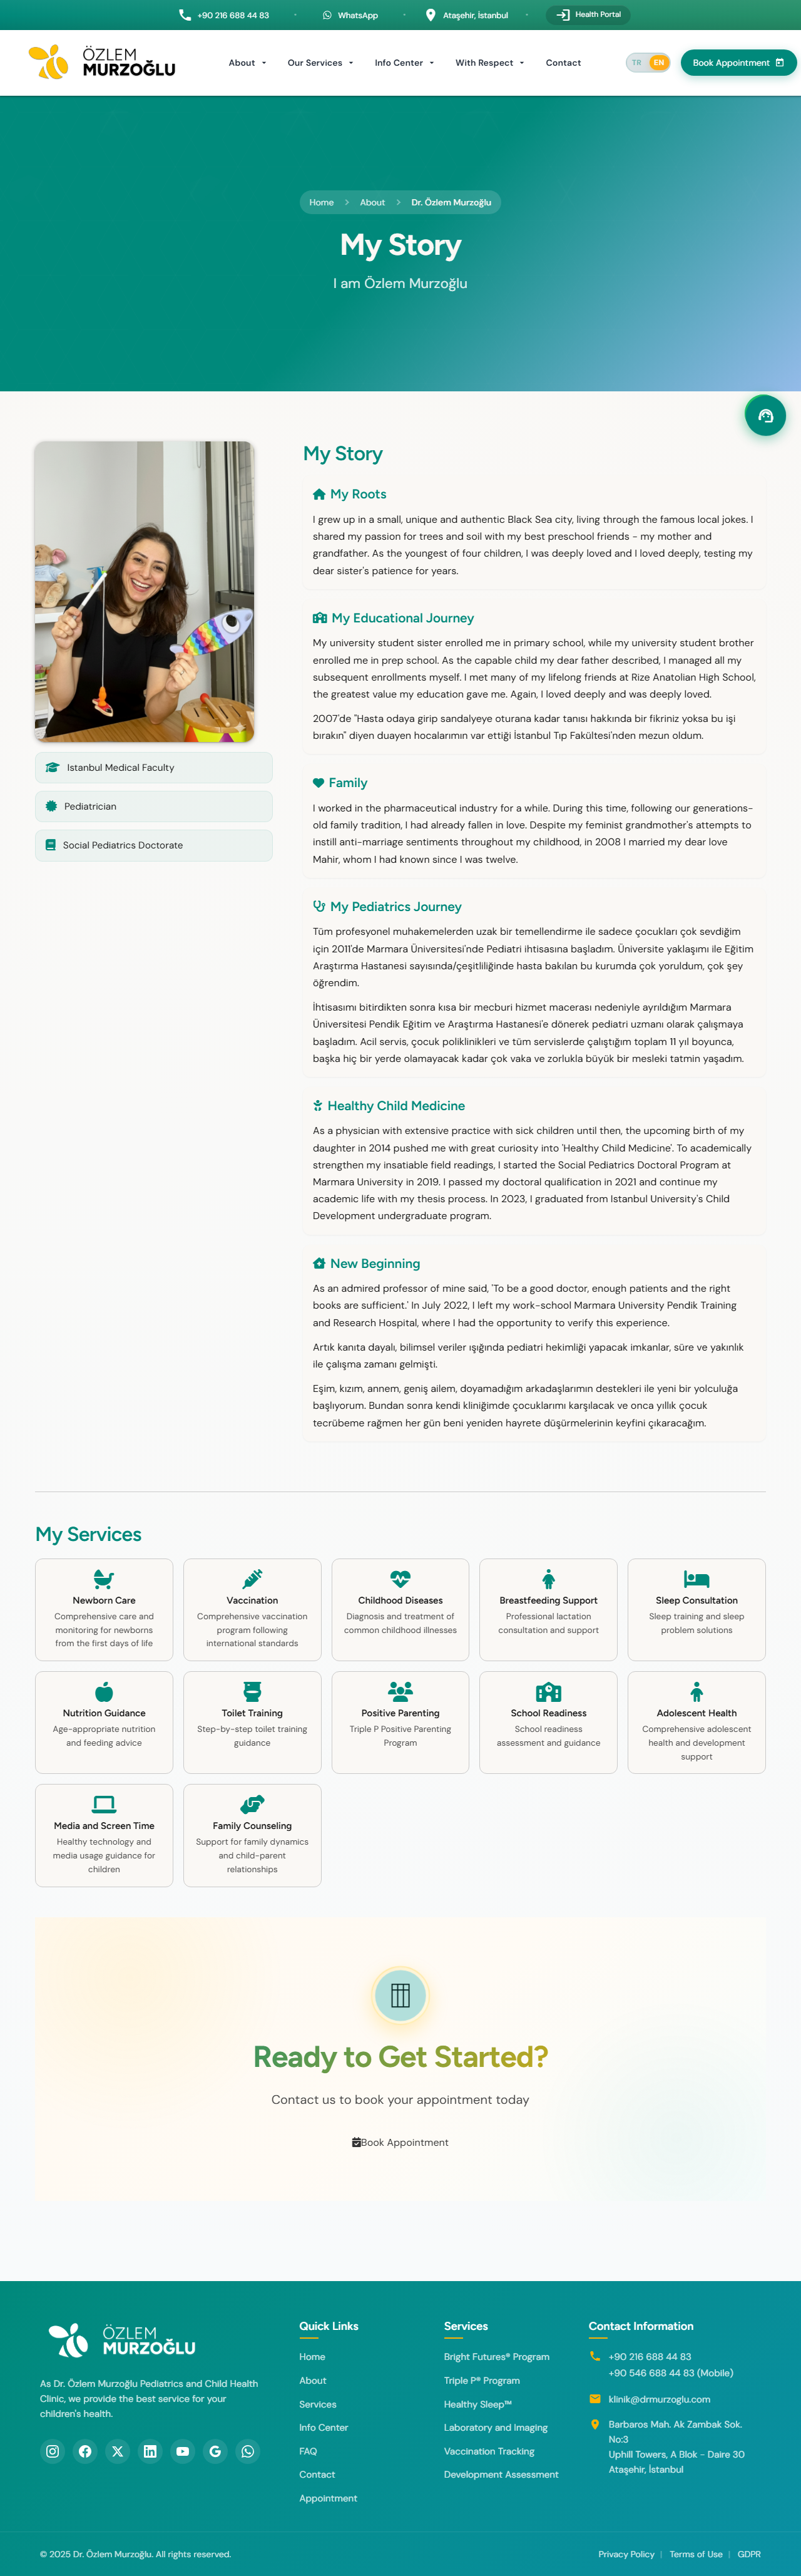 +90 216 688 44 83
WhatsApp
Ataşehir, İstanbul
Health Portal
ÖZLEM
MURZOĞLU
About
Our Services
Info Center
With Respect
Contact
TR
EN
Book Appointment
Home
About
Dr. Özlem Murzoğlu
My Story
I am Özlem Murzoğlu
Istanbul Medical Faculty
Pediatrician
Social Pediatrics Doctorate
My Story
My Roots
I grew up in a small, unique and authentic Black Sea city, living through the famous local jokes. I
shared my passion for trees and soil with my best preschool friends - my mother and
grandfather. As the youngest of four children, I was deeply loved and I loved deeply, testing my
dear sister's patience for years.
My Educational Journey
My university student sister enrolled me in primary school, while my university student brother
enrolled me in prep school. As the capable child my dear father described, I managed all my
subsequent enrollments myself. I met many of my lifelong friends at Rize Anatolian High School,
the greatest value my education gave me. Again, I loved deeply and was deeply loved.
2007'de "Hasta odaya girip sandalyeye oturana kadar tanısı hakkında bir fikriniz yoksa bu işi
bırakın" diyen duayen hocalarımın var ettiği İstanbul Tıp Fakültesi'nden mezun oldum.
Family
I worked in the pharmaceutical industry for a while. During this time, following our generations-
old family tradition, I had already fallen in love. Despite my feminist grandmother's attempts to
instill anti-marriage sentiments throughout my childhood, in 2008 I married my dear love
Mahir, whom I had known since I was twelve.
My Pediatrics Journey
Tüm profesyonel muhakemelerden uzak bir temellendirme ile sadece çocukları çok sevdiğim
için 2011'de Marmara Üniversitesi'nde Pediatri ihtisasına başladım. Üniversite yaklaşımı ile Eğitim
Araştırma Hastanesi sayısında/çeşitliliğinde hasta bakılan bu kurumda çok yoruldum, çok şey
öğrendim.
İhtisasımı bitirdikten sonra kısa bir mecburi hizmet macerası nedeniyle ayrıldığım Marmara
Üniversitesi Pendik Eğitim ve Araştırma Hastanesi'e dönerek pediatri uzmanı olarak çalışmaya
başladım. Acil servis, çocuk poliklinikleri ve tüm servislerde çalıştığım toplam 11 yıl boyunca,
başka hiç bir yerde olamayacak kadar çok vaka ve zorlukla büyük bir mesleki tatmin yaşadım.
Healthy Child Medicine
As a physician with extensive practice with sick children until then, the upcoming birth of my
daughter in 2014 pushed me with great curiosity into 'Healthy Child Medicine'. To academically
strengthen my insatiable field readings, I started the Social Pediatrics Doctoral Program at
Marmara University in 2019. I passed my doctoral qualification in 2021 and continue my
academic life with my thesis process. In 2023, I graduated from Istanbul University's Child
Development undergraduate program.
New Beginning
As an admired professor of mine said, 'To be a good doctor, enough patients and the right
books are sufficient.' In July 2022, I left my work-school Marmara University Pendik Training
and Research Hospital, where I had the opportunity to verify this experience.
Artık kanıta dayalı, bilimsel veriler ışığında pediatri hekimliği yapacak imkanlar, süre ve yakınlık
ile çalışma zamanı gelmişti.
Eşim, kızım, annem, geniş ailem, doyamadığım arkadaşlarımın destekleri ile yeni bir yolculuğa
başlıyorum. Bundan sonra kendi kliniğimde çocuklarımı karşılacak ve onca yıllık çocuk
tecrübeme rağmen her gün beni yeniden hayrete düşürmelerinin keyfini çıkaracağım.
My Services
Newborn Care
Comprehensive care and
monitoring for newborns
from the first days of life
Vaccination
Comprehensive vaccination
program following
international standards
Childhood Diseases
Diagnosis and treatment of
common childhood illnesses
Breastfeeding Support
Professional lactation
consultation and support
Sleep Consultation
Sleep training and sleep
problem solutions
Nutrition Guidance
Age-appropriate nutrition
and feeding advice
Toilet Training
Step-by-step toilet training
guidance
Positive Parenting
Triple P Positive Parenting
Program
School Readiness
School readiness
assessment and guidance
Adolescent Health
Comprehensive adolescent
health and development
support
Media and Screen Time
Healthy technology and
media usage guidance for
children
Family Counseling
Support for family dynamics
and child-parent
relationships
Ready to Get Started?
Contact us to book your appointment today
Book Appointment
ÖZLEM
MURZOĞLU
As Dr. Özlem Murzoğlu Pediatrics and Child Health
Clinic, we provide the best service for your
children's health.
Quick Links
Home
About
Services
Info Center
FAQ
Contact
Appointment
Services
Bright Futures® Program
Triple P® Program
Healthy Sleep™
Laboratory and Imaging
Vaccination Tracking
Development Assessment
Contact Information
+90 216 688 44 83
+90 546 688 44 83 (Mobile)
klinik@drmurzoglu.com
Barbaros Mah. Ak Zambak Sok.
No:3
Uphill Towers, A Blok - Daire 30
Ataşehir, İstanbul
© 2025 Dr. Özlem Murzoğlu. All rights reserved.
Privacy Policy | Terms of Use | GDPR